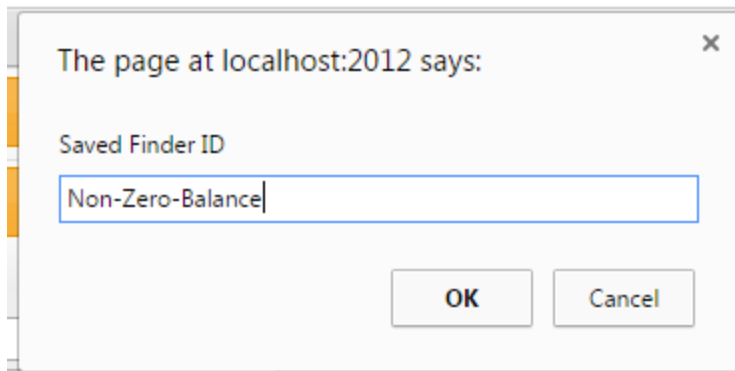 The page at localhost:2012 says:
Saved Finder ID
Non-Zero-Balance
OK Cancel